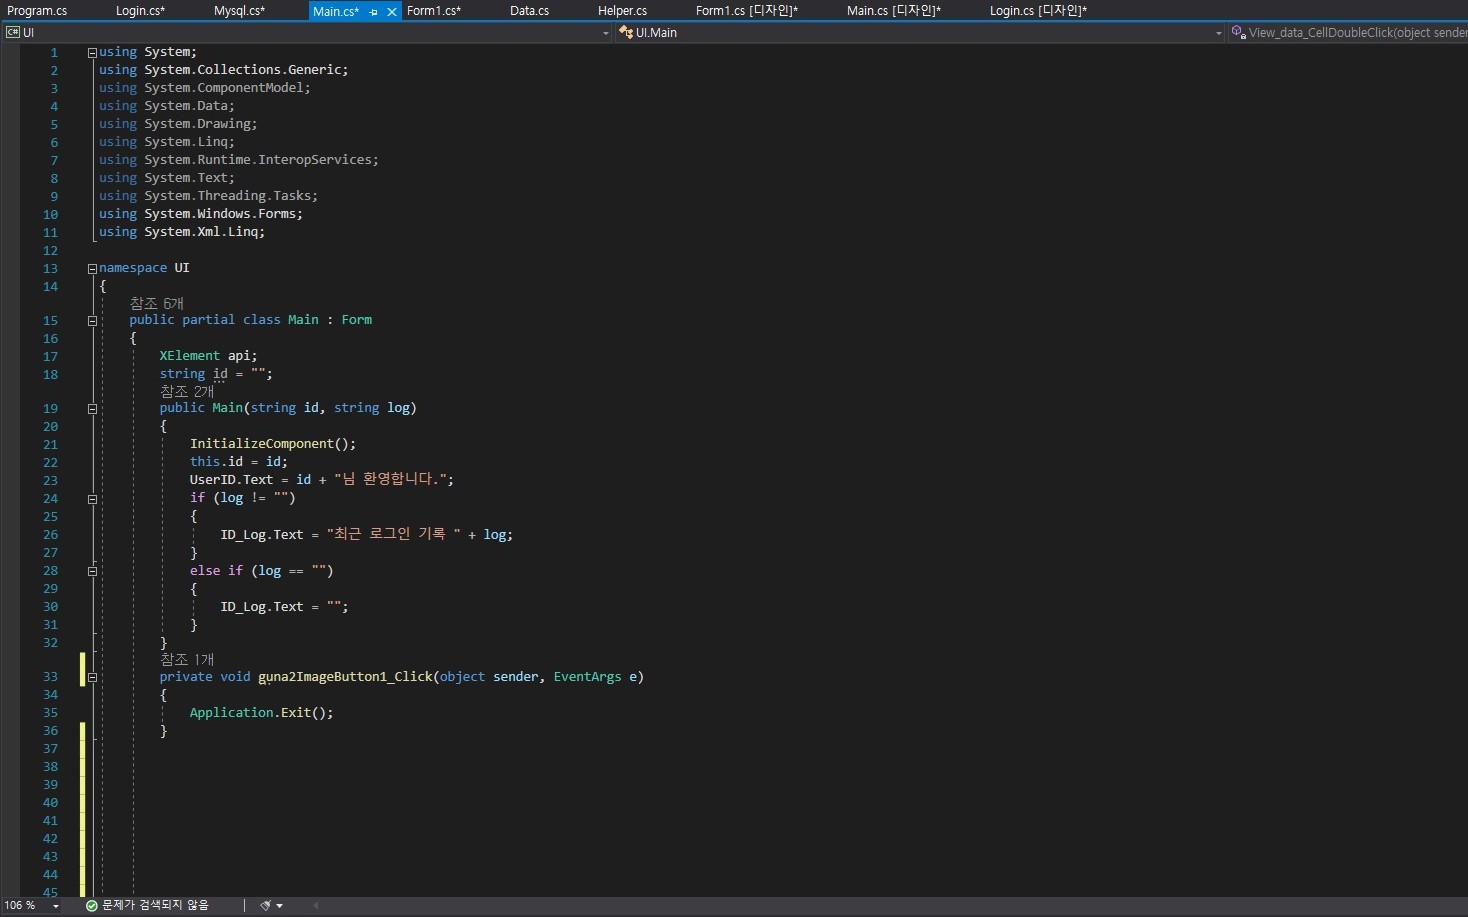 Program.cs Login.cs* Mysql.cs* Main.cs* Form1.cs* Data.cs Helper.cs Form1.cs [디자인]* Main.cs [디자인]* Login.cs [디자인]*
C# UI UI.Main View_data_CellDoubleClick(object sender
1 using System;
2 using System.Collections.Generic;
3 using System.ComponentModel;
4 using System.Data;
5 using System.Drawing;
6 using System.Linq;
7 using System.Runtime.InteropServices;
8 using System.Text;
9 using System.Threading.Tasks;
10 using System.Windows.Forms;
11 using System.Xml.Linq;
12
13 namespace UI
14 {
참조 6개
15 public partial class Main : Form
16 {
17 XElement api;
18 string id = "";
참조 2개
19 public Main(string id, string log)
20 {
21 InitializeComponent();
22 this.id = id;
23 UserID.Text = id + "님 환영합니다.";
24 if (log != "")
25 {
26 ID_Log.Text = "최근 로그인 기록 " + log;
27 }
28 else if (log == "")
29 {
30 ID_Log.Text = "";
31 }
32 }
참조 1개
33 private void guna2ImageButton1_Click(object sender, EventArgs e)
34 {
35 Application.Exit();
36 }
37
38
39
40
41
42
43
44
45
106 % 문제가 검색되지 않음